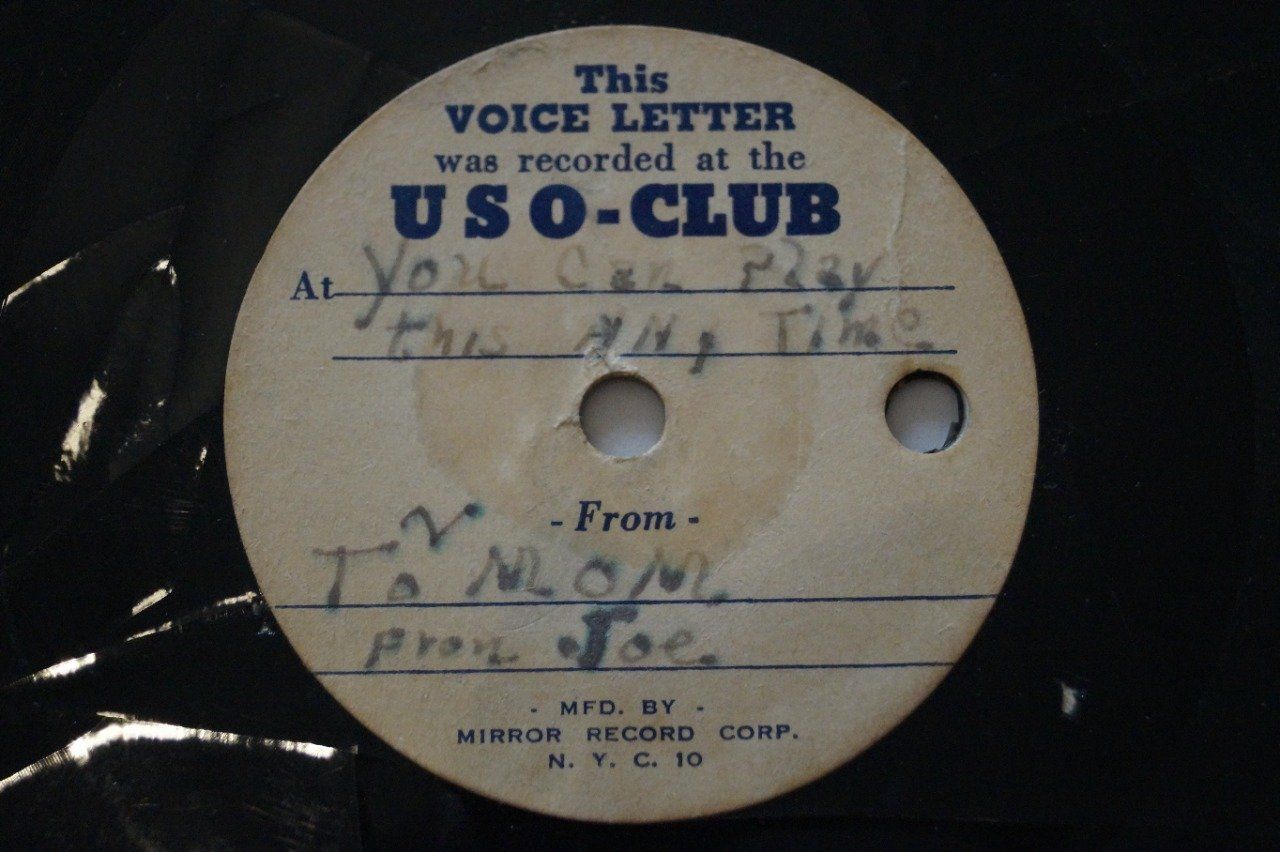 This
VOICE LETTER
was recorded at the
USO-CLUB
At You Can Play
this ANy Time.
- From -
To MOM.
From Joe.
- MFD. BY -
MIRROR RECORD CORP.
N. Y. C. 10